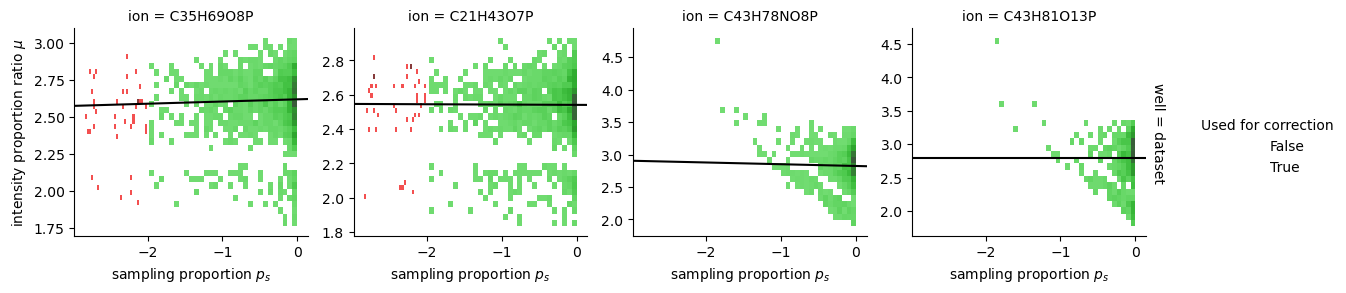 ion = C35H69O8P
ion = C21H43O7P
ion = C43H78NO8P
ion = C43H81O13P
intensity proportion ratio μ
3.00
2.75
2.50
2.25
2.00
1.75
2.8
2.6
2.4
2.2
2.0
1.8
4.5
4.0
3.5
3.0
2.5
2.0
4.5
4.0
3.5
3.0
2.5
2.0
−2 −1 0
−2 −1 0
−2 −1 0
−2 −1 0
sampling proportion pₛ
sampling proportion pₛ
sampling proportion pₛ
sampling proportion pₛ
well = dataset
Used for correction
False
True